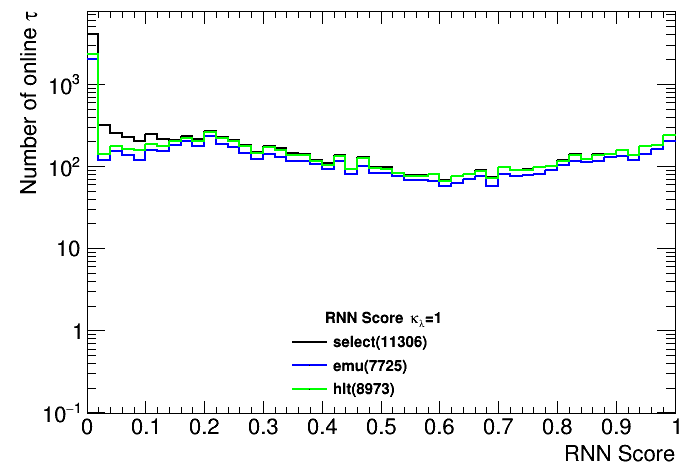 Number of online τ
10³
10²
10
1
10⁻¹
0 0.1 0.2 0.3 0.4 0.5 0.6 0.7 0.8 0.9 1
RNN Score
RNN Score κλ=1
select(11306)
emu(7725)
hlt(8973)